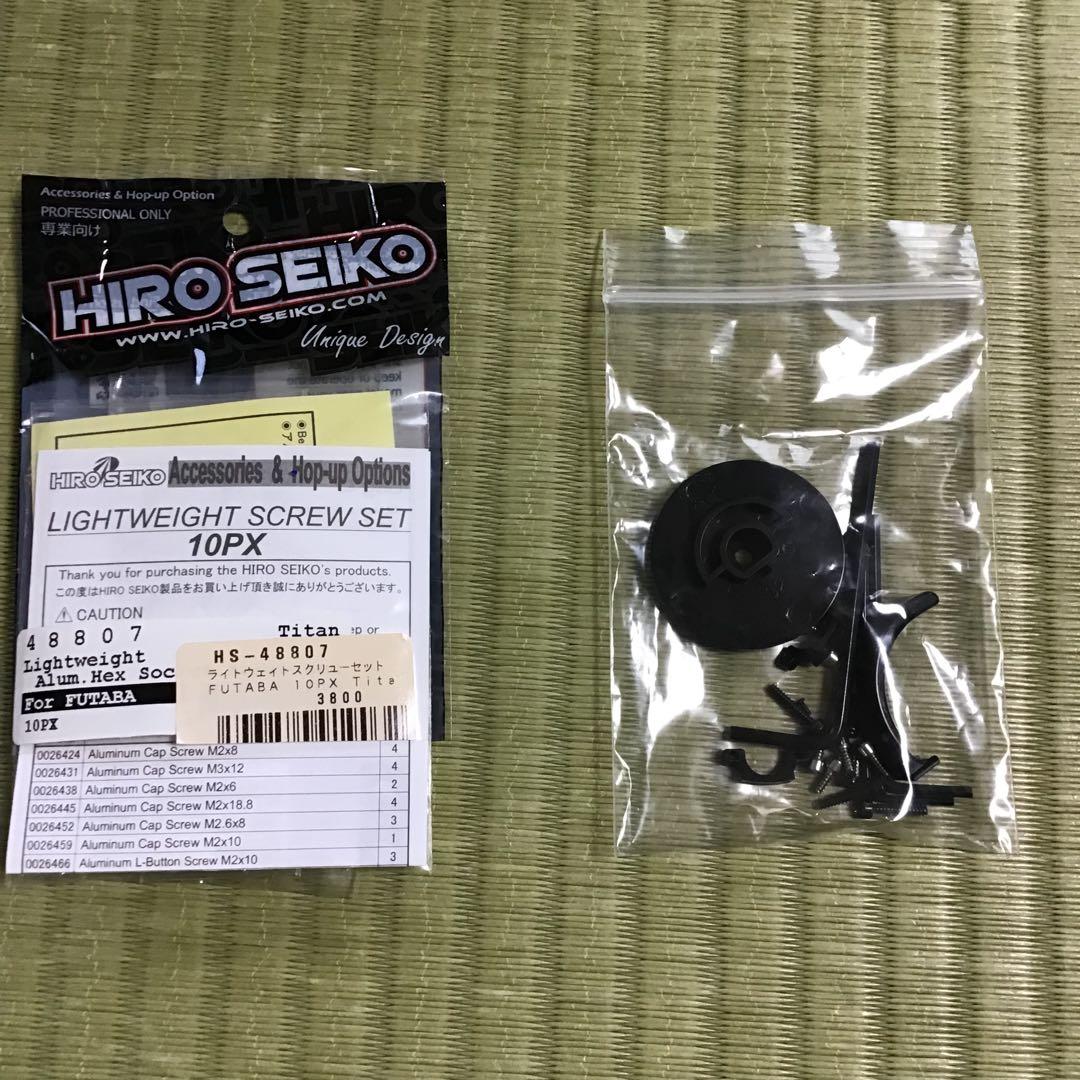 Accessories & Hop-up Option
PROFESSIONAL ONLY
専業向け
HIRO SEIKO
WWW.HIRO-SEIKO.COM
Unique Design
HIRO SEIKO Accessories & Hop-up Options
LIGHTWEIGHT SCREW SET
10PX
Thank you for purchasing the HIRO SEIKO's products.
この度はHIRO SEIKO製品をお買い上げ頂き誠にありがとうございます。
CAUTION
48807 Titan
Lightweight
Alum.Hex Soc
For FUTABA
10PX
HS-48807
ライトウェイトスクリューセット
FUTABA 10PX Tita
3800
0026424 Aluminum Cap Screw M2x8 4
0026431 Aluminum Cap Screw M3x12 4
0026438 Aluminum Cap Screw M2x6 2
0026445 Aluminum Cap Screw M2x18.8 4
0026452 Aluminum Cap Screw M2.6x8 3
0026459 Aluminum Cap Screw M2x10 1
0026466 Aluminum L-Button Screw M2x10 3